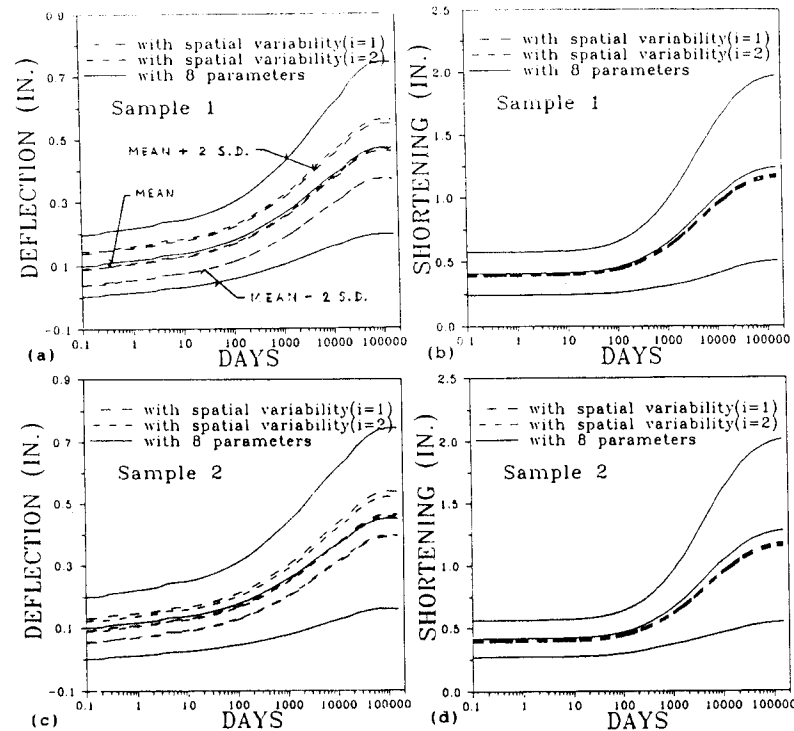 0.9
0.7
0.5
0.3
0.1
-0.1
DEFLECTION (IN.)
with spatial variability(i=1)
with spatial variability(i=2)
with 8 parameters
Sample 1
MEAN + 2 S.D.
MEAN
MEAN - 2 S.D.
0.1 1 10 100 1000 10000 100000
(a) DAYS
2.5
2.0
1.5
1.0
0.5
0.0
SHORTENING (IN.)
with spatial variability(i=1)
with spatial variability(i=2)
with 8 parameters
Sample 1
0.1 1 10 100 1000 10000 100000
(b) DAYS
0.9
0.7
0.5
0.3
0.1
-0.1
DEFLECTION (IN.)
with spatial variability(i=1)
with spatial variability(i=2)
with 8 parameters
Sample 2
0.1 1 10 100 1000 10000 100000
(c) DAYS
2.5
2.0
1.5
1.0
0.5
0.0
SHORTENING (IN.)
with spatial variability(i=1)
with spatial variability(i=2)
with 8 parameters
Sample 2
0.1 1 10 100 1000 10000 100000
(d) DAYS